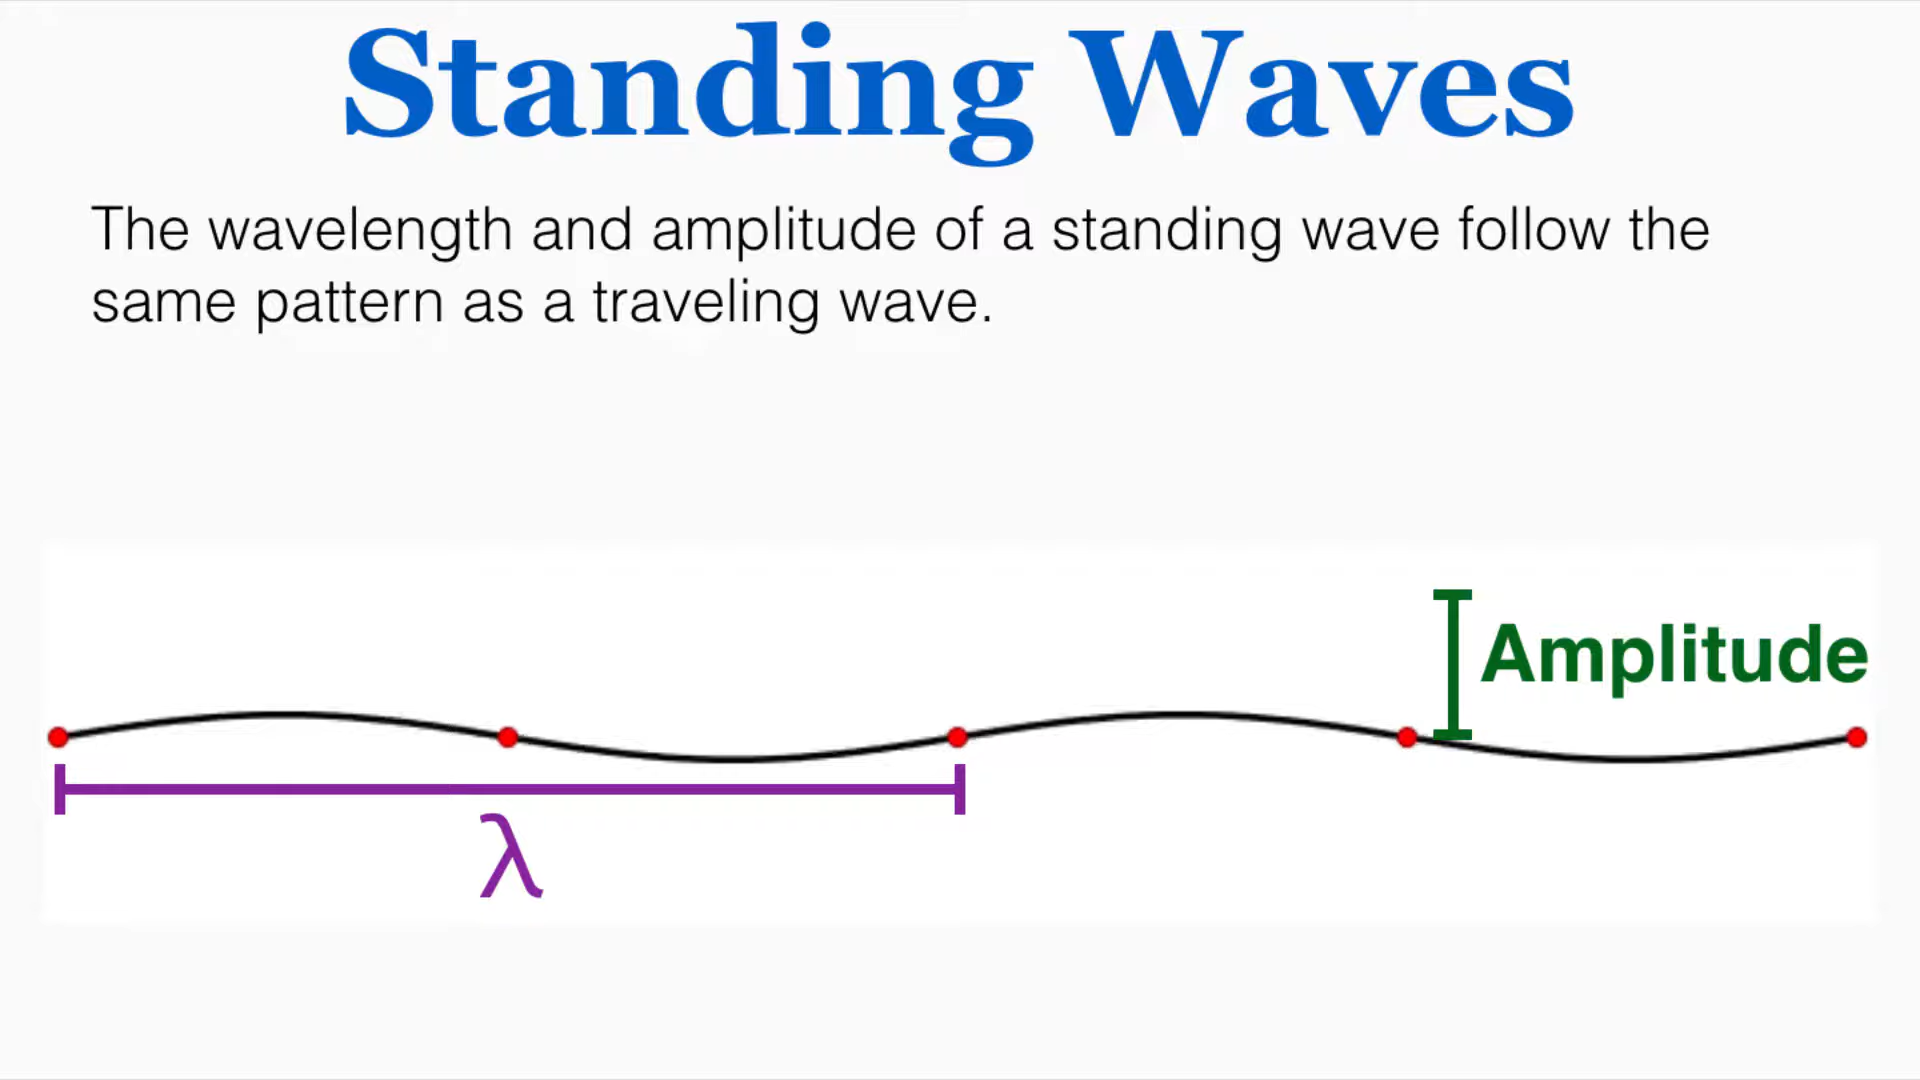 Standing Waves
The wavelength and amplitude of a standing wave follow the
same pattern as a traveling wave.
Amplitude
λ